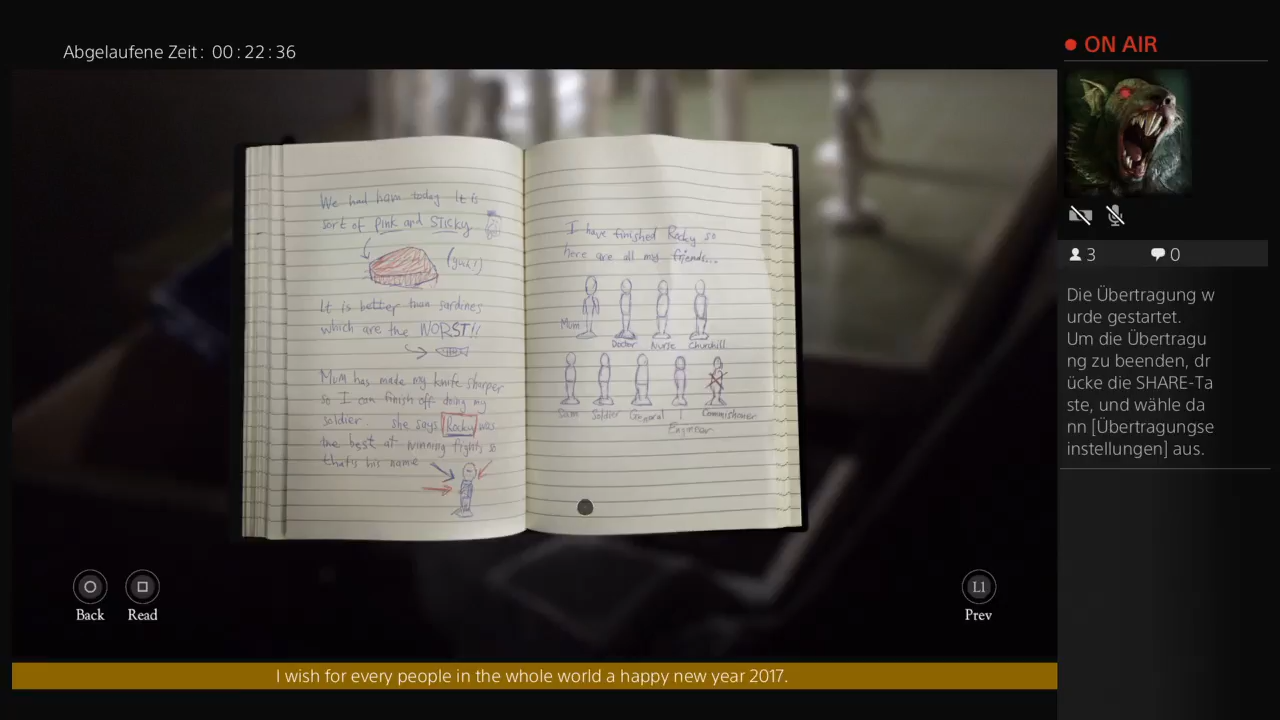 Abgelaufene Zeit: 00:22:36
ON AIR
3
0
Die Übertragung w
urde gestartet.
Um die Übertragu
ng zu beenden, dr
ücke die SHARE-Ta
ste, und wähle da
nn [Übertragungse
instellungen] aus.
We had ham today It is
sort of Pink and STICKY
It is better than sardines
which are the WORST!!
Mum has made my knife sharper
so I can finish off doing my
soldier. She says Rocky was
the best at winning fights so
that's his name
I have finished Rocky so
here are all my friends...
Mum
Doctor Nurse Churchill
Sam Soldier General Engineer Commishoner
Back
Read
L1
Prev
I wish for every people in the whole world a happy new year 2017.